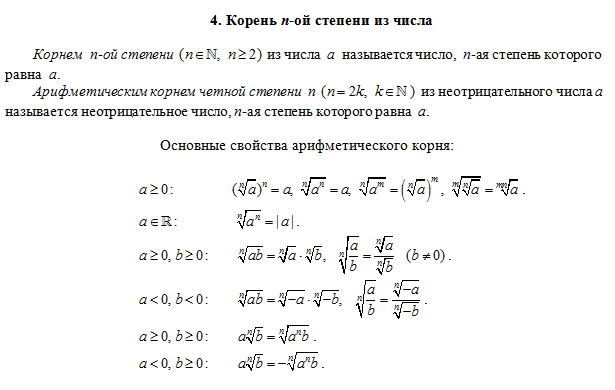 4. Корень n-ой степени из числа
Корнем n-ой степени (n∈ℕ, n≥2) из числа a называется число, n-ая степень которого
равна a.
Арифметическим корнем четной степени n (n=2k, k∈ℕ) из неотрицательного числа a
называется неотрицательное число, n-ая степень которого равна a.
Основные свойства арифметического корня:
a≥0: (ⁿ√a)ⁿ = a, ⁿ√(aⁿ) = a, ⁿ√(aᵐ) = (ⁿ√a)ᵐ, ᵐ√(ⁿ√a) = ᵐⁿ√a.
a∈ℝ: ⁿ√(aⁿ) = |a|.
a≥0, b≥0: ⁿ√(ab) = ⁿ√a · ⁿ√b, ⁿ√(a/b) = ⁿ√a / ⁿ√b (b≠0).
a<0, b<0: ⁿ√(ab) = ⁿ√(−a) · ⁿ√(−b), ⁿ√(a/b) = ⁿ√(−a) / ⁿ√(−b).
a≥0, b≥0: a ⁿ√b = ⁿ√(aⁿb).
a<0, b≥0: a ⁿ√b = −ⁿ√(aⁿb).